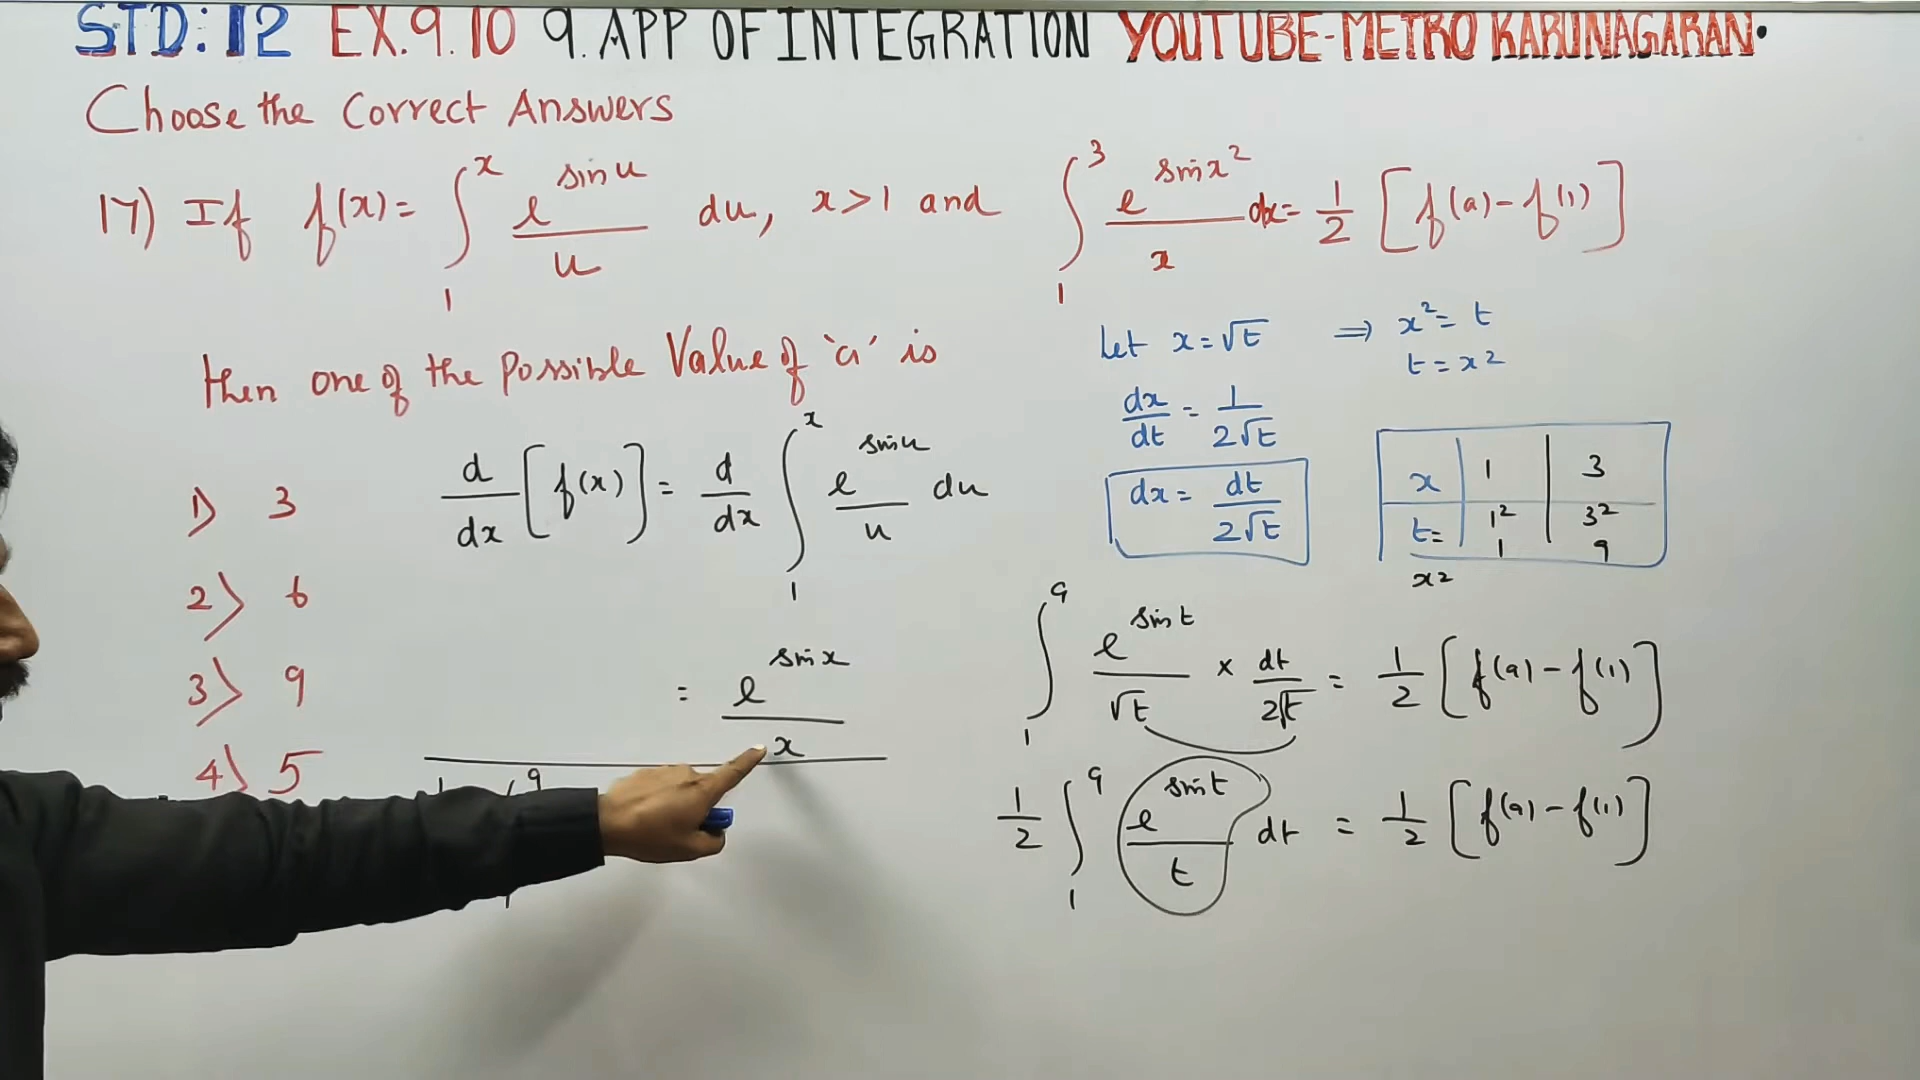 STD: 12 EX.9.10 9. APP OF INTEGRATION YOUTUBE-METRO KARUNAGARAN.
Choose the Correct Answers
17) If f(x) = ∫₁ˣ e^(sin u)/u du, x>1 and ∫₁³ e^(sin x²)/x dx = 1/2 [f(a) - f(1)]
then one of the possible Value of 'a' is
1) 3
2) 6
3) 9
4) 5
d/dx [f(x)] = d/dx ∫₁ˣ e^(sin u)/u du
= e^(sin x)/x
9
Let x = √t ⇒ x² = t
t = x²
dx/dt = 1/(2√t)
dx = dt/(2√t)
x 1 3
t = 1² 3²
x² 1 9
∫₁⁹ e^(sin t)/√t × dt/(2√t) = 1/2 [f(a) - f(1)]
1/2 ∫₁⁹ e^(sin t)/t dt = 1/2 [f(a) - f(1)]